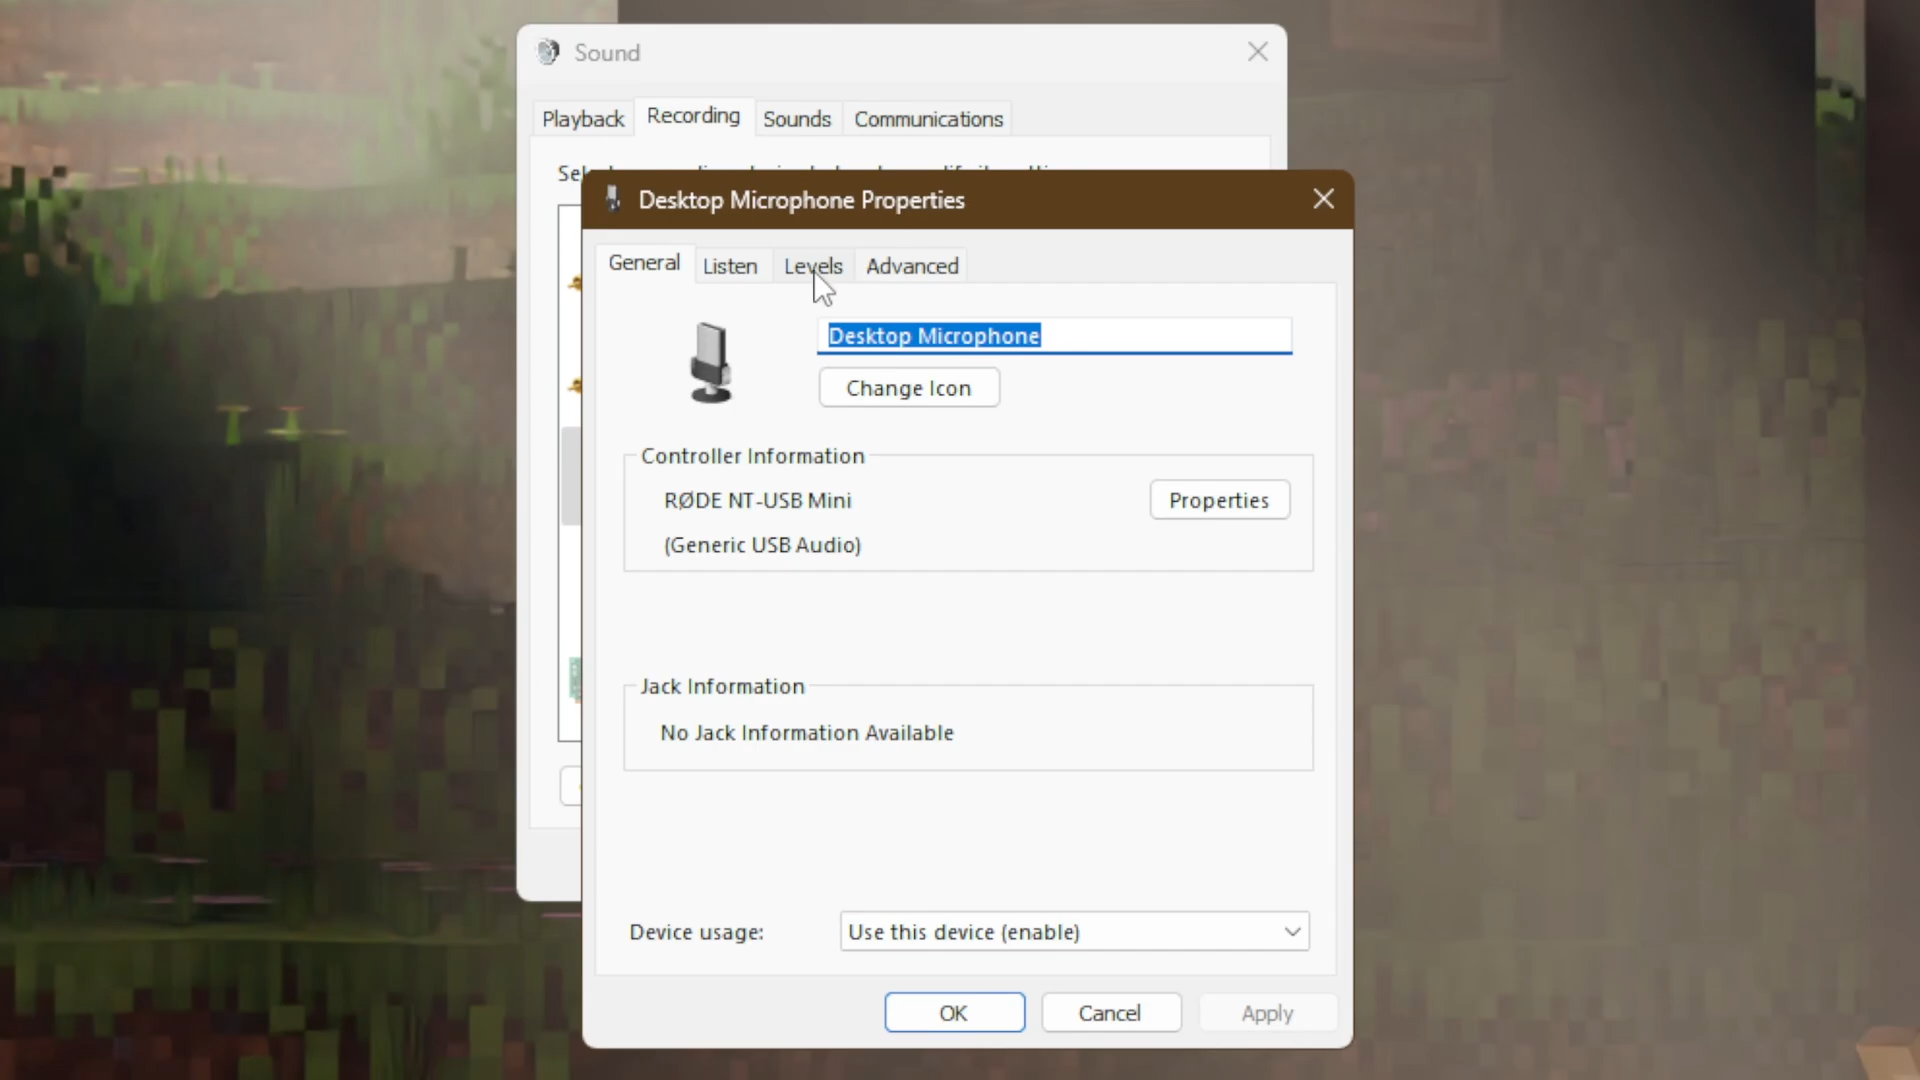 Sound
Playback
Recording
Sounds
Communications
Desktop Microphone Properties
General
Listen
Levels
Advanced
Desktop Microphone
Change Icon
Controller Information
RØDE NT-USB Mini
Properties
(Generic USB Audio)
Jack Information
No Jack Information Available
Device usage:
Use this device (enable)
OK
Cancel
Apply